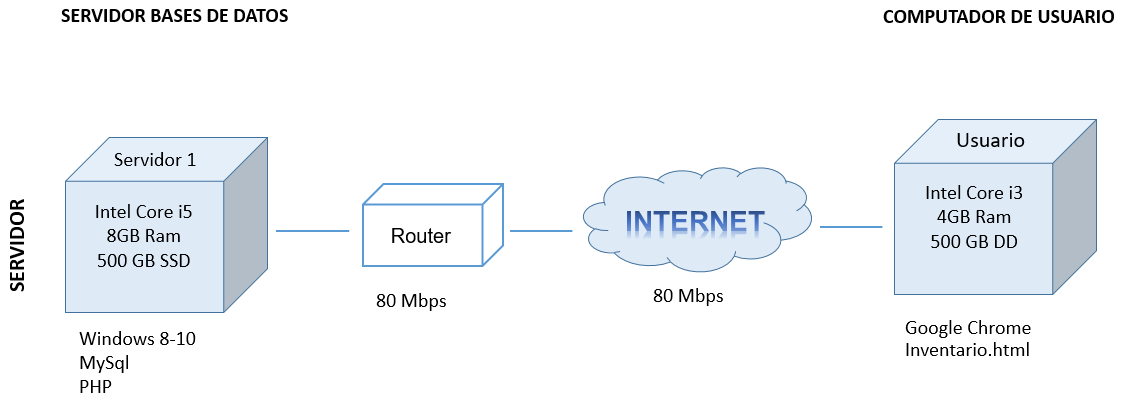 SERVIDOR BASES DE DATOS
COMPUTADOR DE USUARIO
SERVIDOR
Servidor 1
Intel Core i5
8GB Ram
500 GB SSD
Windows 8-10
MySql
PHP
Router
80 Mbps
INTERNET
80 Mbps
Usuario
Intel Core i3
4GB Ram
500 GB DD
Google Chrome
Inventario.html